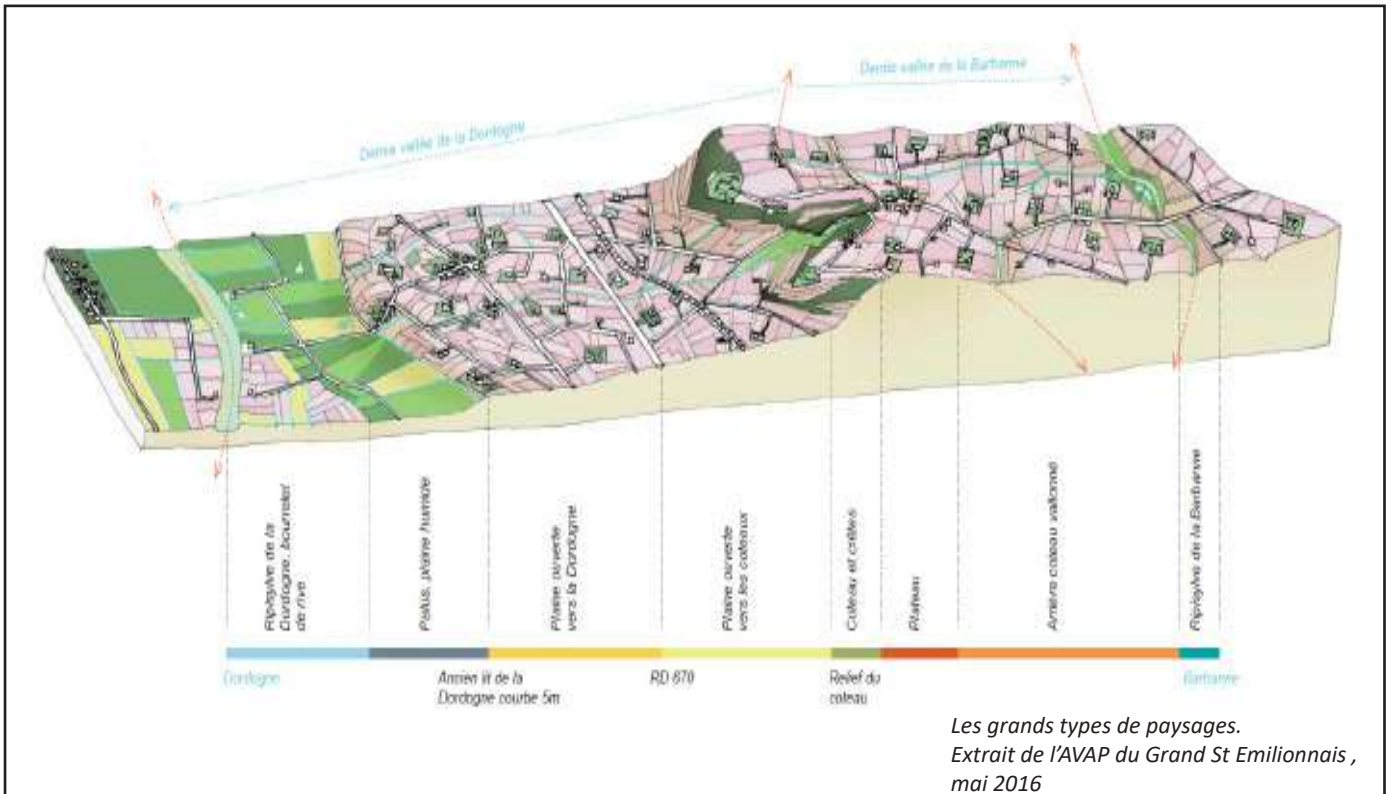 Demie vallée de la Barbanne
Demie vallée de la Dordogne
Ripisylve de la
Dordogne, bourrelet
de rive
Palus, plaine humide
Plaine ouverte
vers la Dordogne
Plaine ouverte
vers les coteaux
Coteau et crêtes
Plateau
Arrière coteau vallonné
Ripisylve de la Barbanne
Dordogne
Ancien lit de la
Dordogne courbe 5m
RD 670
Relief du
coteau
Barbanne
Les grands types de paysages.
Extrait de l’AVAP du Grand St Emilionnais ,
mai 2016